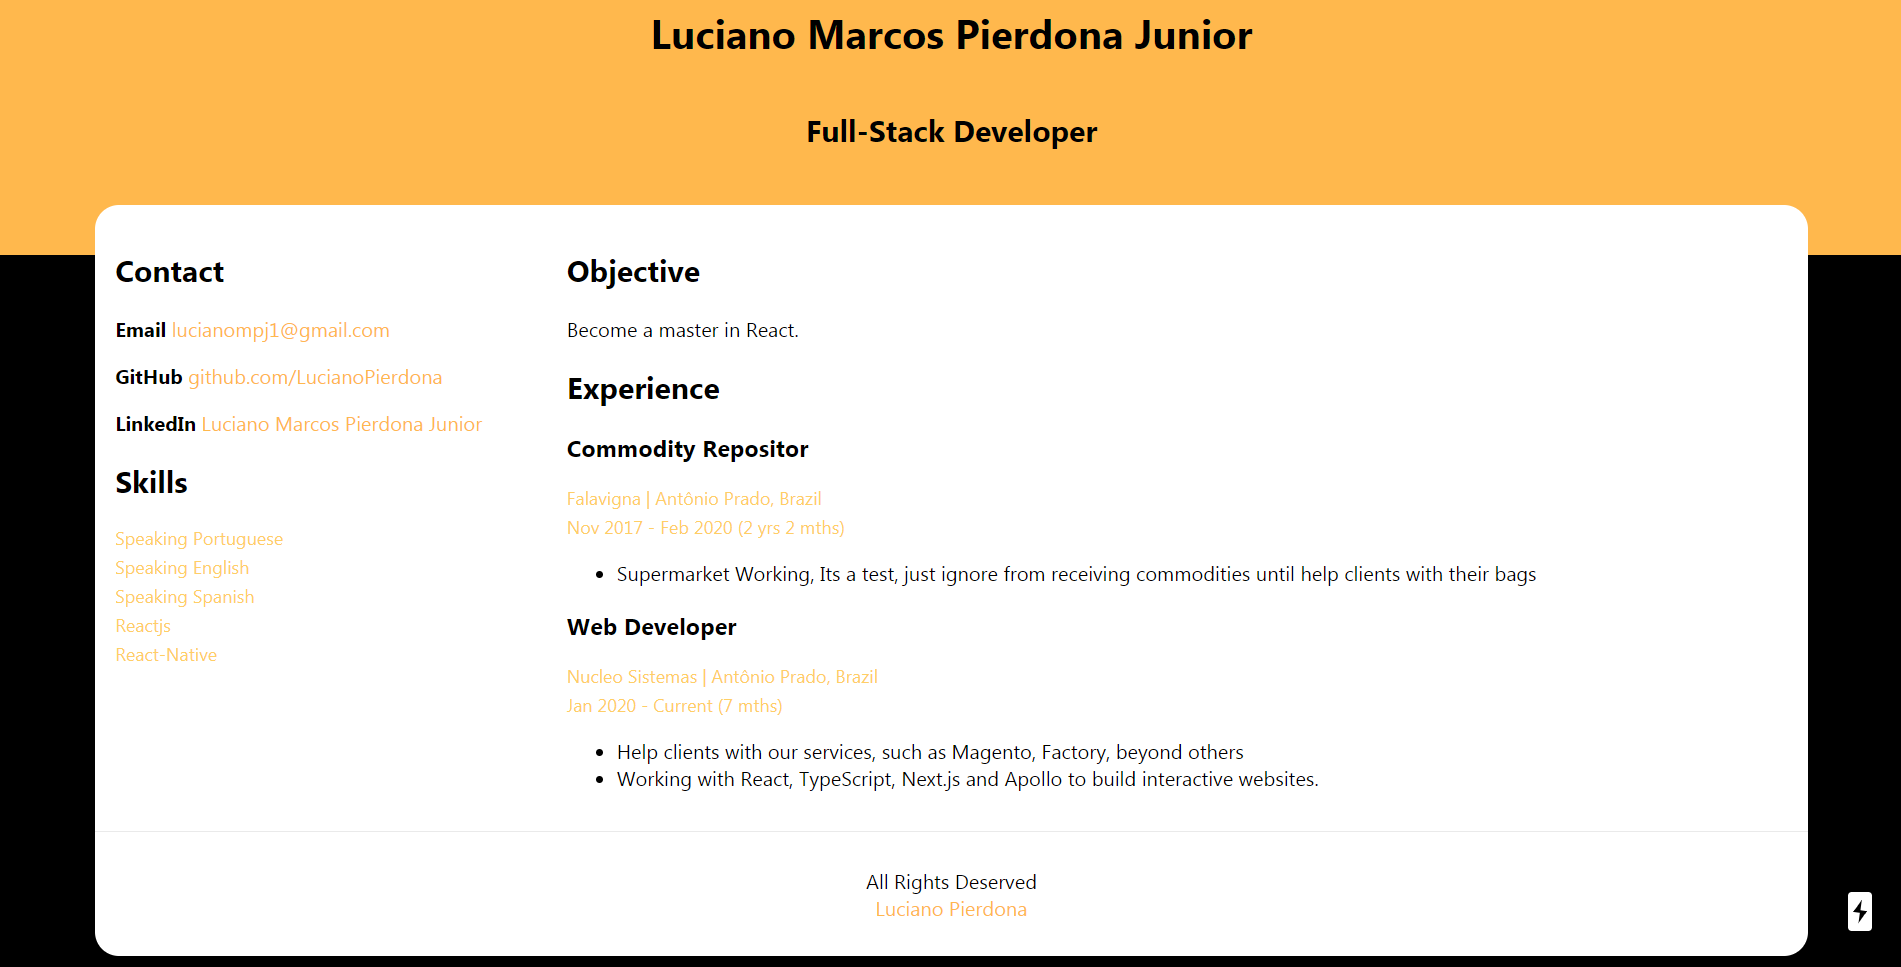 Luciano Marcos Pierdona Junior
Full-Stack Developer
Contact
Email lucianompj1@gmail.com
GitHub github.com/LucianoPierdona
LinkedIn Luciano Marcos Pierdona Junior
Skills
Speaking Portuguese
Speaking English
Speaking Spanish
Reactjs
React-Native
Objective
Become a master in React.
Experience
Commodity Repositor
Falavigna | Antônio Prado, Brazil
Nov 2017 - Feb 2020 (2 yrs 2 mths)
• Supermarket Working, Its a test, just ignore from receiving commodities until help clients with their bags
Web Developer
Nucleo Sistemas | Antônio Prado, Brazil
Jan 2020 - Current (7 mths)
• Help clients with our services, such as Magento, Factory, beyond others
• Working with React, TypeScript, Next.js and Apollo to build interactive websites.
All Rights Deserved
Luciano Pierdona